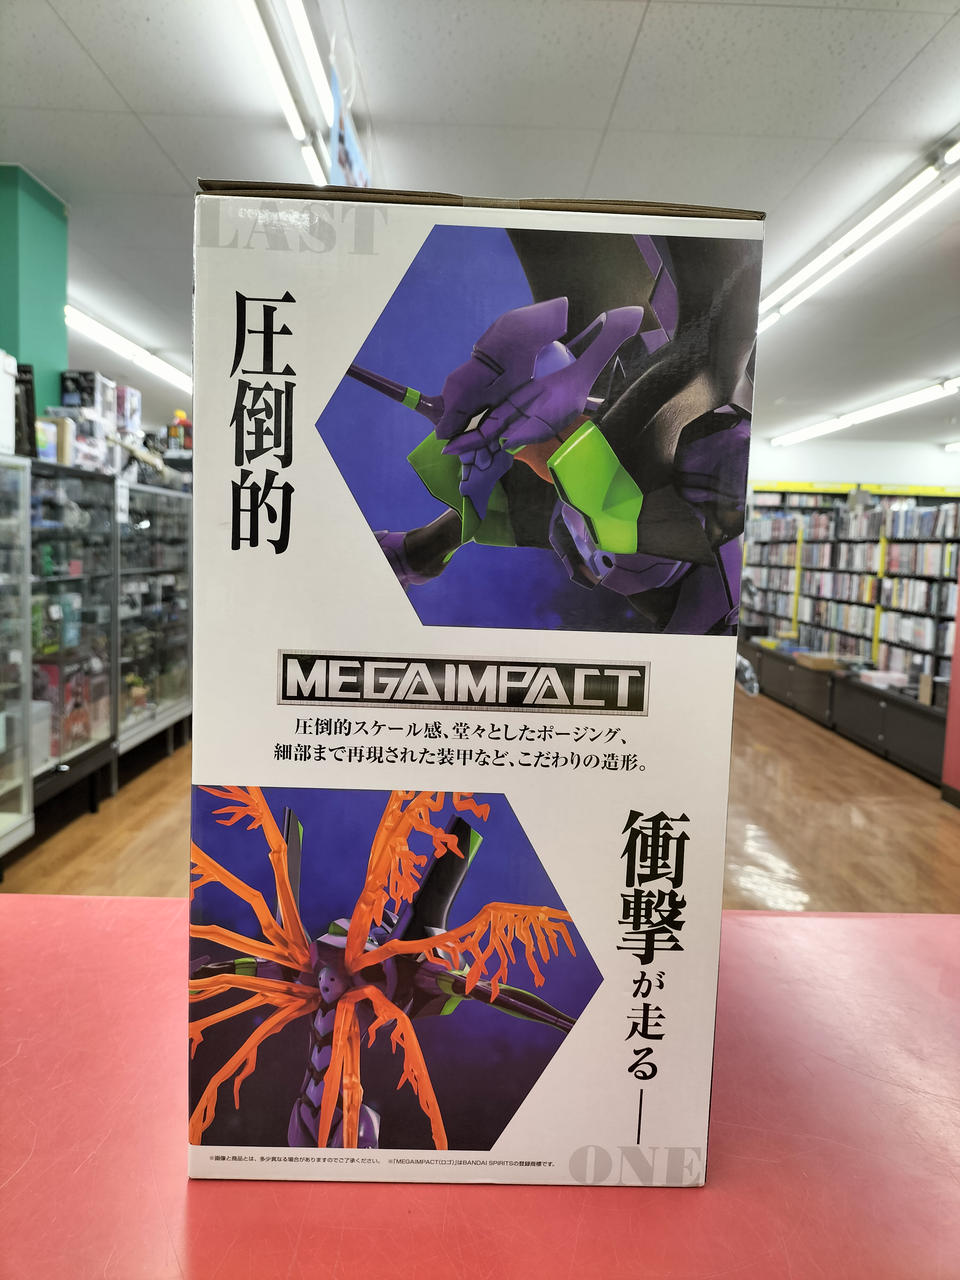 LAST
圧倒的
MEGAIMPACT
圧倒的スケール感、堂々としたポージング、
細部まで再現された装甲など、こだわりの造形。
衝撃が走る——
※画像と商品とは、多少異なる場合がありますのでご了承ください。 ※「MEGAIMPACT(ロゴ)」はBANDAI SPIRITSの登録商標です。
ONE